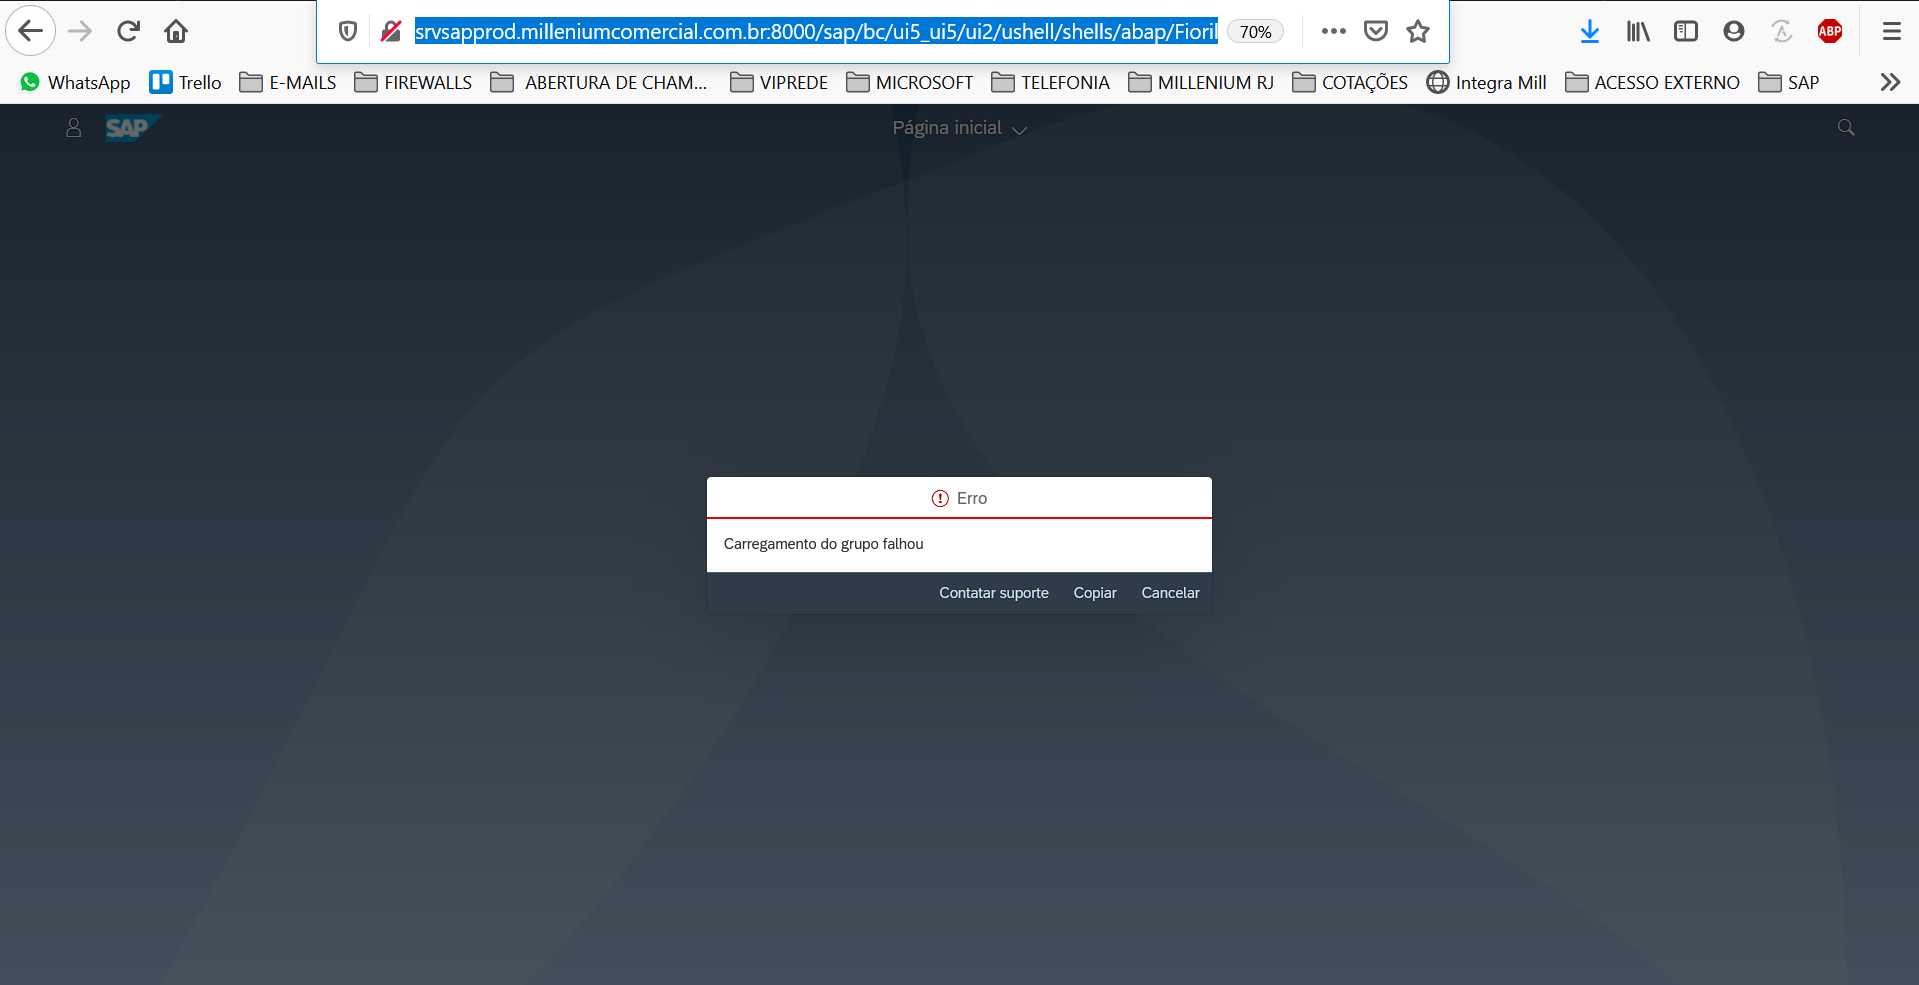 srvsapprod.milleniumcomercial.com.br:8000/sap/bc/ui5_ui5/ui2/ushell/shells/abap/Fioril 70% ABP
WhatsApp Trello E-MAILS FIREWALLS ABERTURA DE CHAM... VIPREDE MICROSOFT TELEFONIA MILLENIUM RJ COTAÇÕES Integra Mill ACESSO EXTERNO SAP
SAP Página inicial
Erro
Carregamento do grupo falhou
Contatar suporte Copiar Cancelar